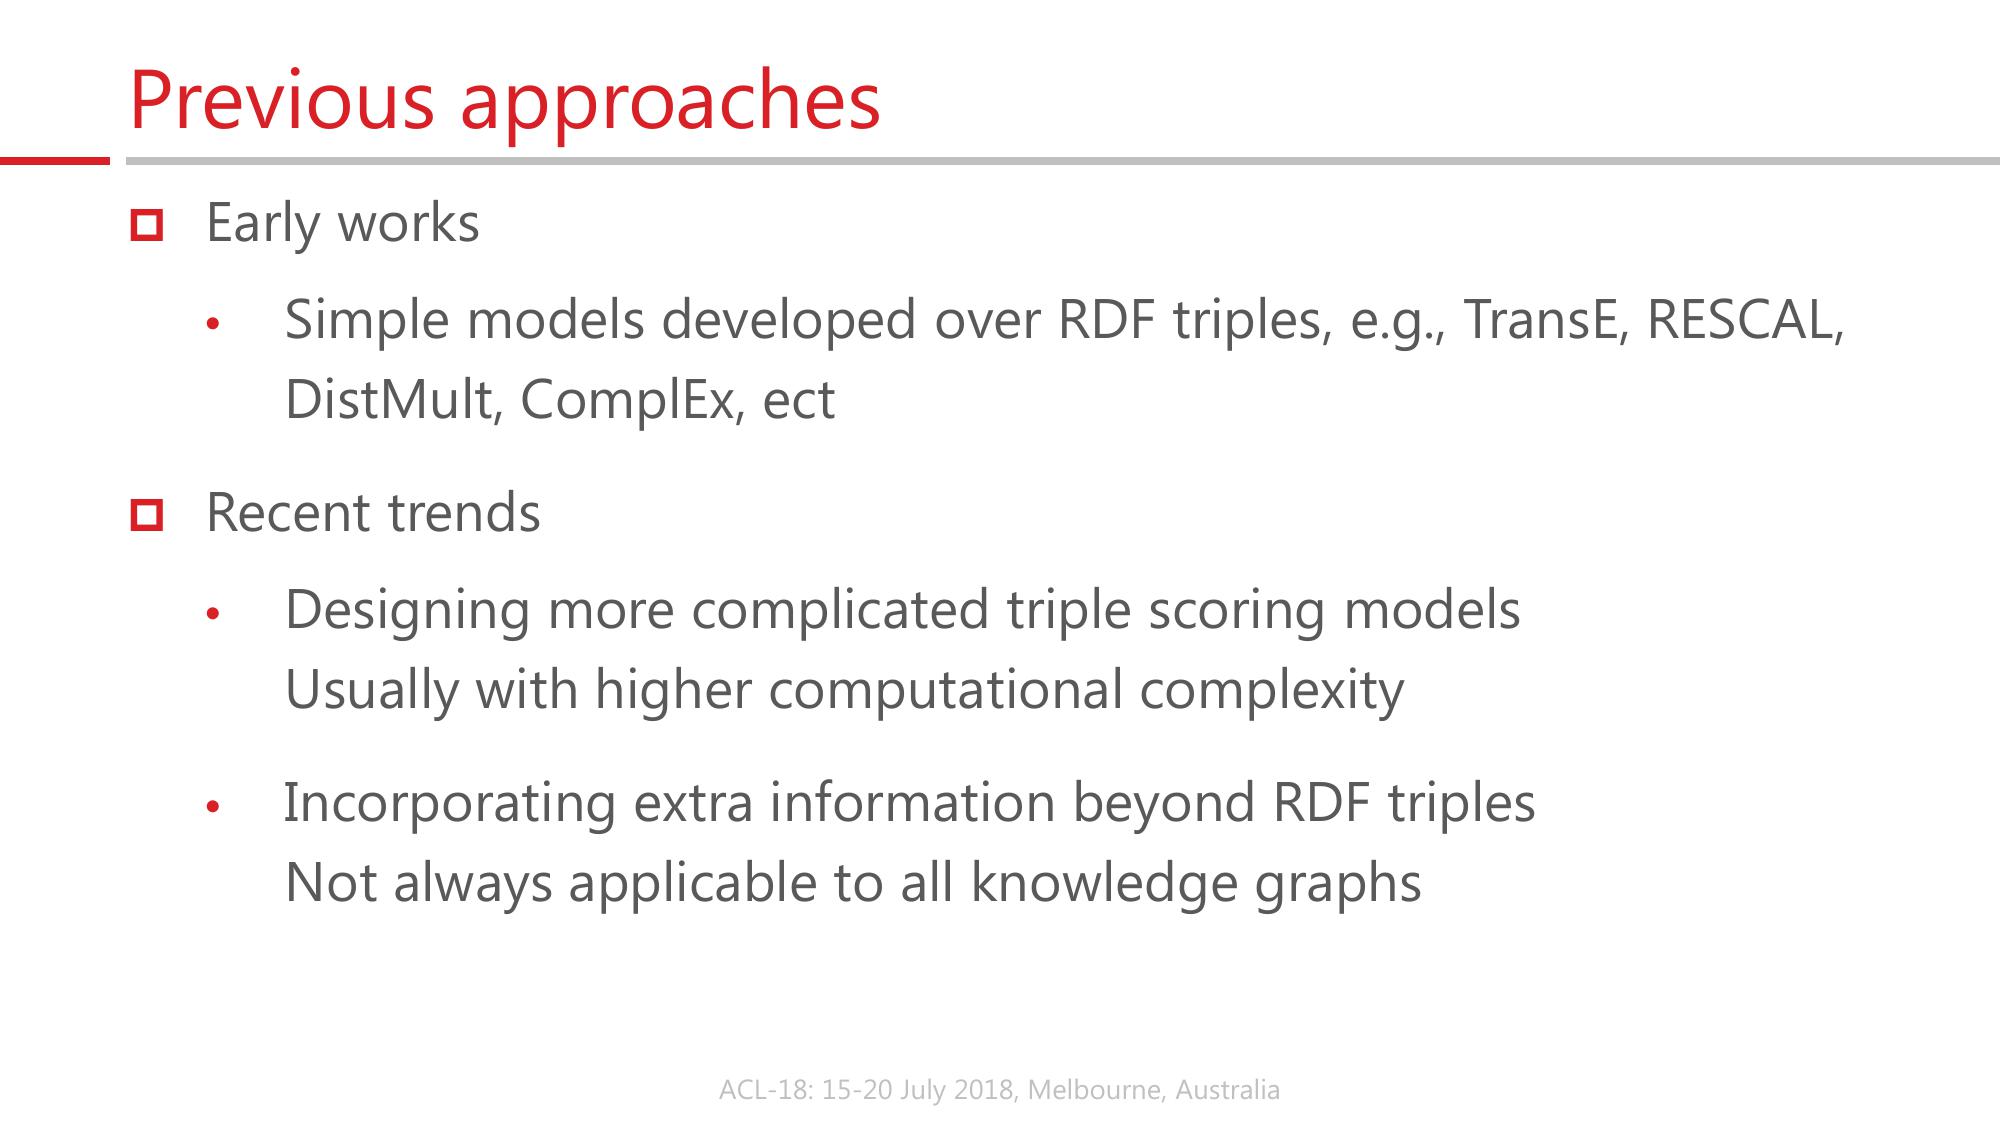 Previous approaches
Early works
• Simple models developed over RDF triples, e.g., TransE, RESCAL,
DistMult, ComplEx, ect
Recent trends
• Designing more complicated triple scoring models
Usually with higher computational complexity
• Incorporating extra information beyond RDF triples
Not always applicable to all knowledge graphs
ACL-18: 15-20 July 2018, Melbourne, Australia